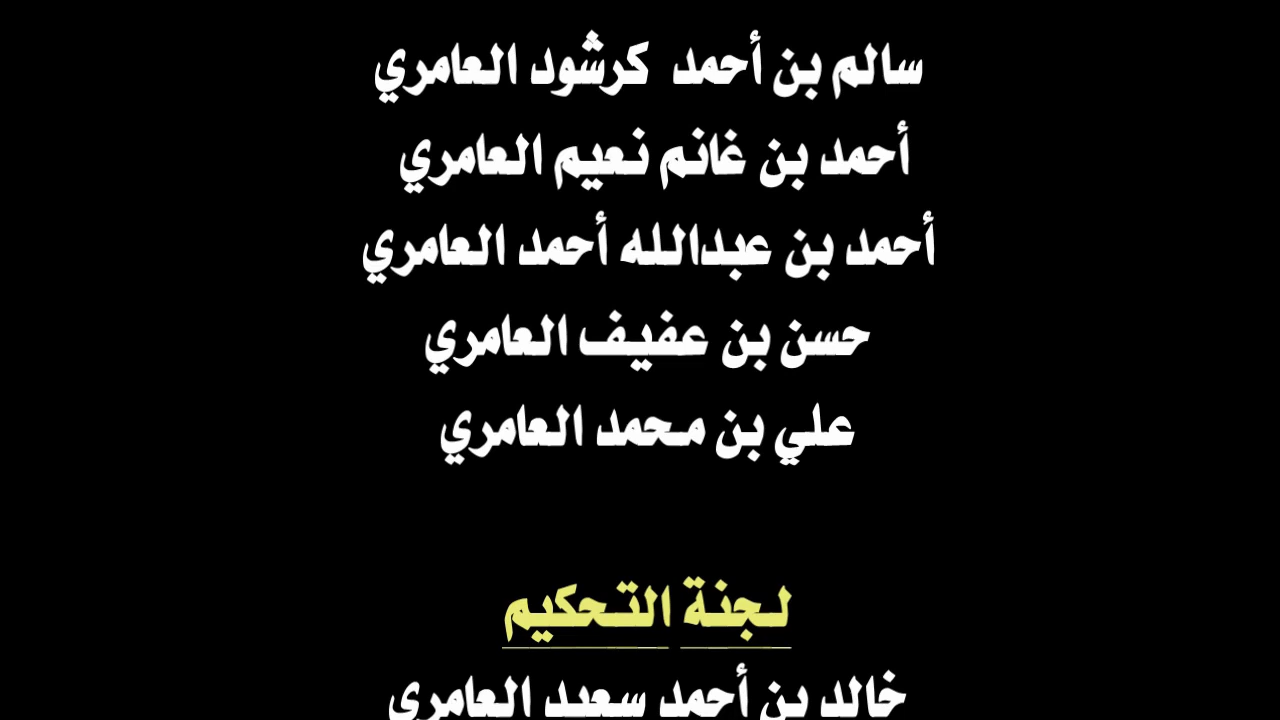 سالم بن أحمد كرشود العامري
أحمد بن غانم نعيم العامري
أحمد بن عبدالله أحمد العامري
حسن بن عفيف العامري
علي بن محمد العامري
لجنة التحكيم
خالد بن أحمد سعيد العامري